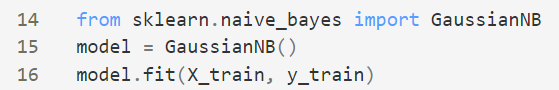 14 from sklearn.naive_bayes import GaussianNB
15 model = GaussianNB()
16 model.fit(X_train, y_train)